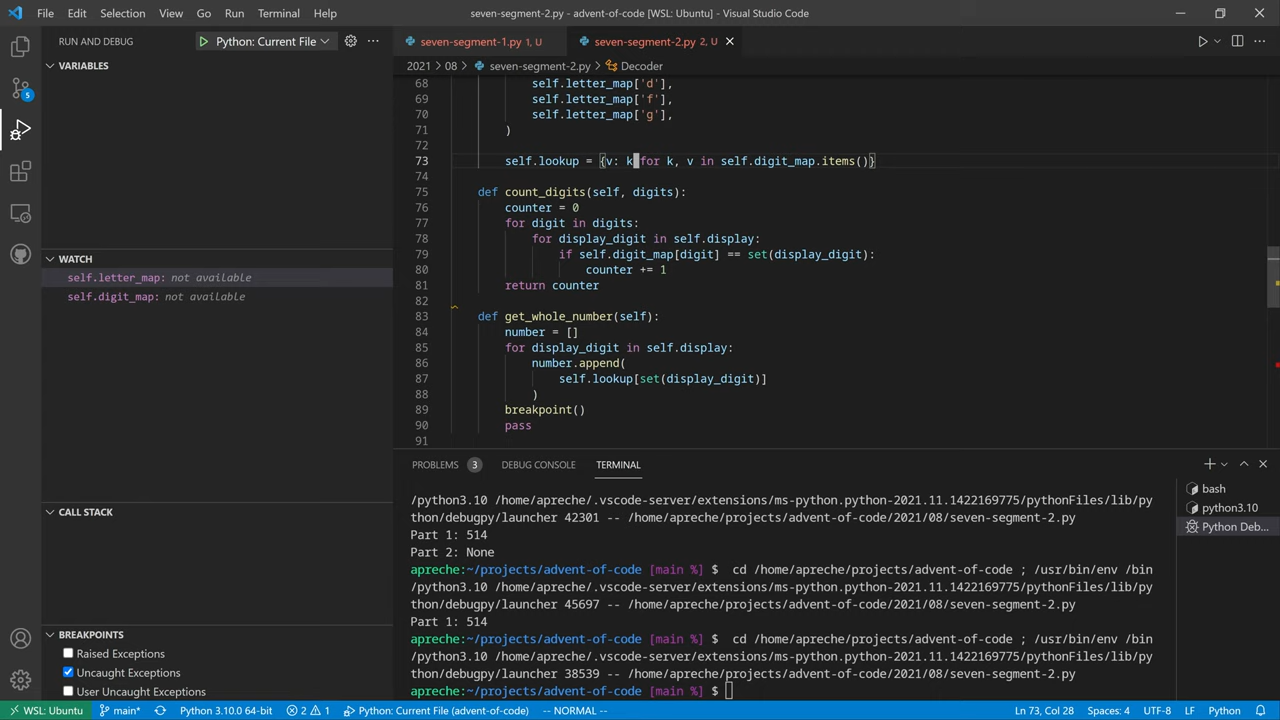 File Edit Selection View Go Run Terminal Help
seven-segment-2.py - advent-of-code [WSL: Ubuntu] - Visual Studio Code
RUN AND DEBUG
Python: Current File
VARIABLES
WATCH
self.letter_map: not available
self.digit_map: not available
CALL STACK
BREAKPOINTS
Raised Exceptions
Uncaught Exceptions
User Uncaught Exceptions
5
seven-segment-1.py 1, U
seven-segment-2.py 2, U
2021 > 08 > seven-segment-2.py > Decoder
68 self.letter_map['d'],
69 self.letter_map['f'],
70 self.letter_map['g'],
71 )
72
73 self.lookup = {v: k for k, v in self.digit_map.items()}
74
75 def count_digits(self, digits):
76 counter = 0
77 for digit in digits:
78 for display_digit in self.display:
79 if self.digit_map[digit] == set(display_digit):
80 counter += 1
81 return counter
82
83 def get_whole_number(self):
84 number = []
85 for display_digit in self.display:
86 number.append(
87 self.lookup[set(display_digit)]
88 )
89 breakpoint()
90 pass
91
PROBLEMS 3 DEBUG CONSOLE TERMINAL
/python3.10 /home/apreche/.vscode-server/extensions/ms-python.python-2021.11.1422169775/pythonFiles/lib/py
thon/debugpy/launcher 42301 -- /home/apreche/projects/advent-of-code/2021/08/seven-segment-2.py
Part 1: 514
Part 2: None
apreche:~/projects/advent-of-code [main %] $ cd /home/apreche/projects/advent-of-code ; /usr/bin/env /bin
/python3.10 /home/apreche/.vscode-server/extensions/ms-python.python-2021.11.1422169775/pythonFiles/lib/py
thon/debugpy/launcher 45697 -- /home/apreche/projects/advent-of-code/2021/08/seven-segment-2.py
Part 1: 514
apreche:~/projects/advent-of-code [main %] $ cd /home/apreche/projects/advent-of-code ; /usr/bin/env /bin
/python3.10 /home/apreche/.vscode-server/extensions/ms-python.python-2021.11.1422169775/pythonFiles/lib/py
thon/debugpy/launcher 38539 -- /home/apreche/projects/advent-of-code/2021/08/seven-segment-2.py
apreche:~/projects/advent-of-code [main %] $
bash
python3.10
Python Deb...
WSL: Ubuntu main* Python 3.10.0 64-bit 2 1 Python: Current File (advent-of-code) -- NORMAL -- Ln 73, Col 28 Spaces: 4 UTF-8 LF Python